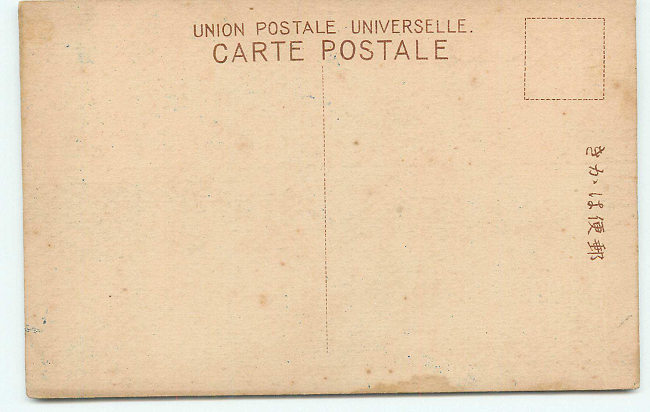 UNION POSTALE UNIVERSELLE.
CARTE POSTALE
郵便はかき